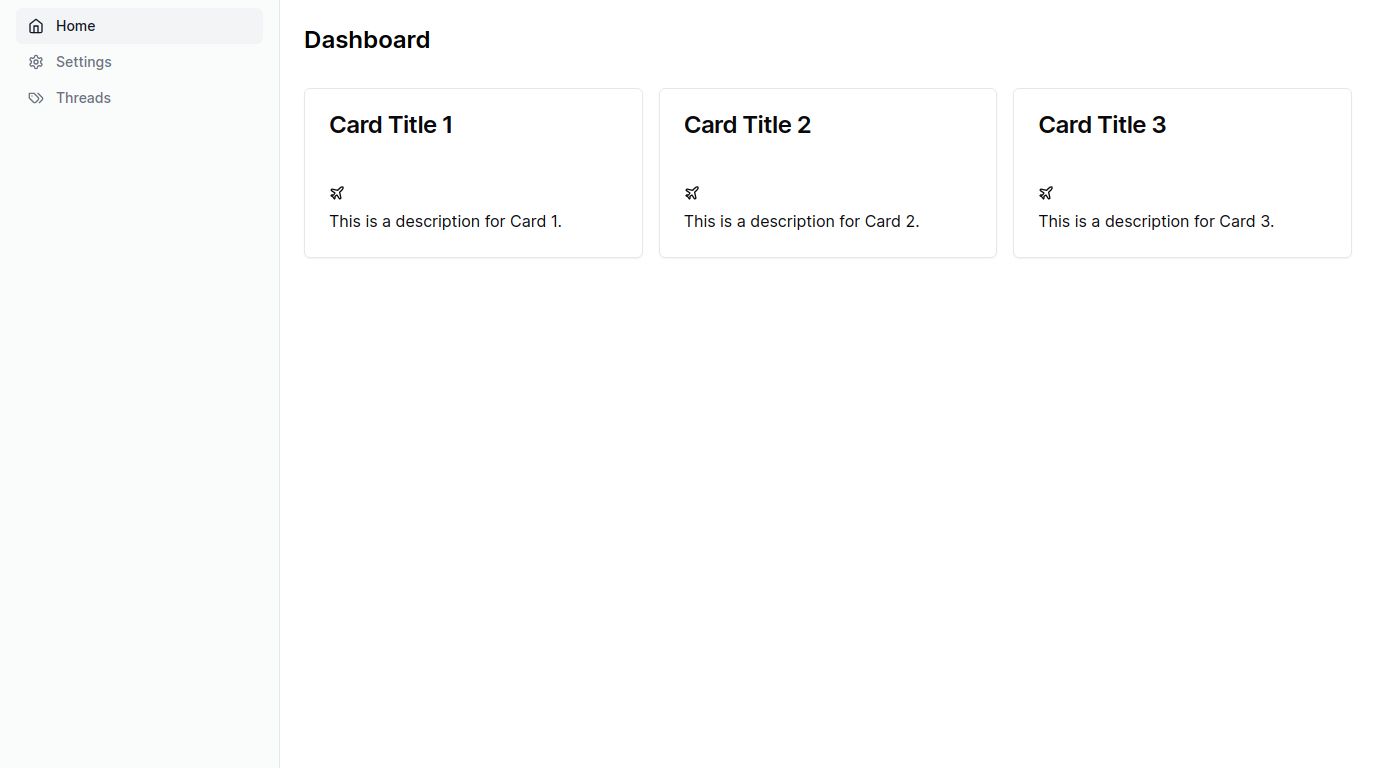 Home
Settings
Threads
Dashboard
Card Title 1
This is a description for Card 1.
Card Title 2
This is a description for Card 2.
Card Title 3
This is a description for Card 3.